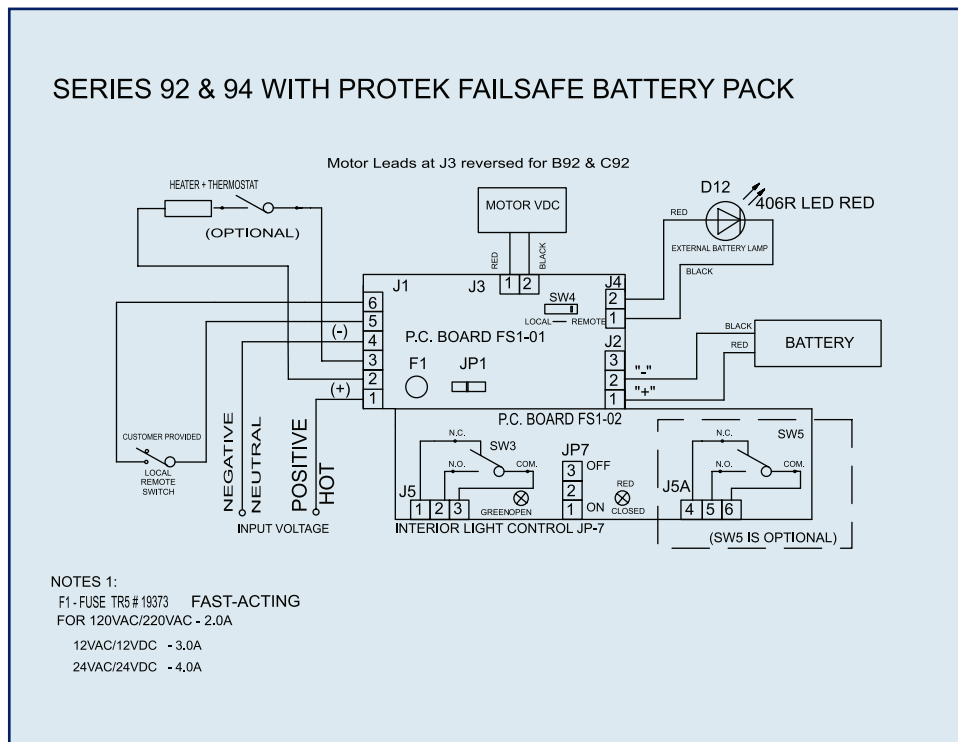 SERIES 92 & 94 WITH PROTEK FAILSAFE BATTERY PACK
Motor Leads at J3 reversed for B92 & C92
HEATER + THERMOSTAT
(OPTIONAL)
MOTOR VDC
RED
BLACK
D12
406R LED RED
RED
EXTERNAL BATTERY LAMP
BLACK
J1
J3
1 2
SW4
LOCAL REMOTE
J4
2
1
6
5
4
3
2
1
(-)
(+)
P.C. BOARD FS1-01
F1
JP1
J2
3
2
1
"-"
"+"
BLACK
RED
BATTERY
CUSTOMER PROVIDED
LOCAL
REMOTE
SWITCH
NEGATIVE
NEUTRAL
POSITIVE
HOT
INPUT VOLTAGE
P.C. BOARD FS1-02
N.C.
SW3
N.O.
COM.
J5
1 2 3
GREEN OPEN
JP7
3 OFF
2
1 ON
RED
CLOSED
INTERIOR LIGHT CONTROL JP-7
N.C.
SW5
N.O.
COM.
J5A
4 5 6
(SW5 IS OPTIONAL)
NOTES 1:
F1 - FUSE TR5 # 19373 FAST-ACTING
FOR 120VAC/220VAC - 2.0A
12VAC/12VDC - 3.0A
24VAC/24VDC - 4.0A